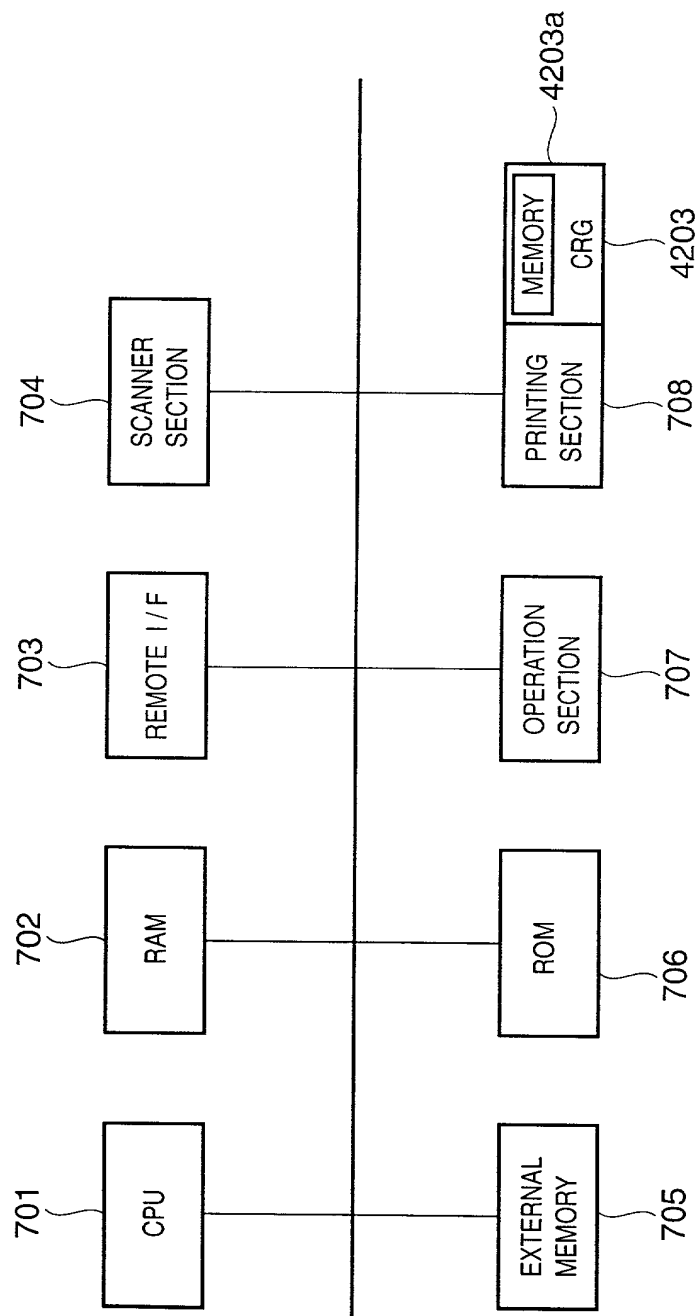 701
CPU
702
RAM
703
REMOTE I/F
704
SCANNER
SECTION
EXTERNAL
MEMORY
705
ROM
706
OPERATION
SECTION
707
PRINTING
SECTION
708
MEMORY
CRG
4203a
4203